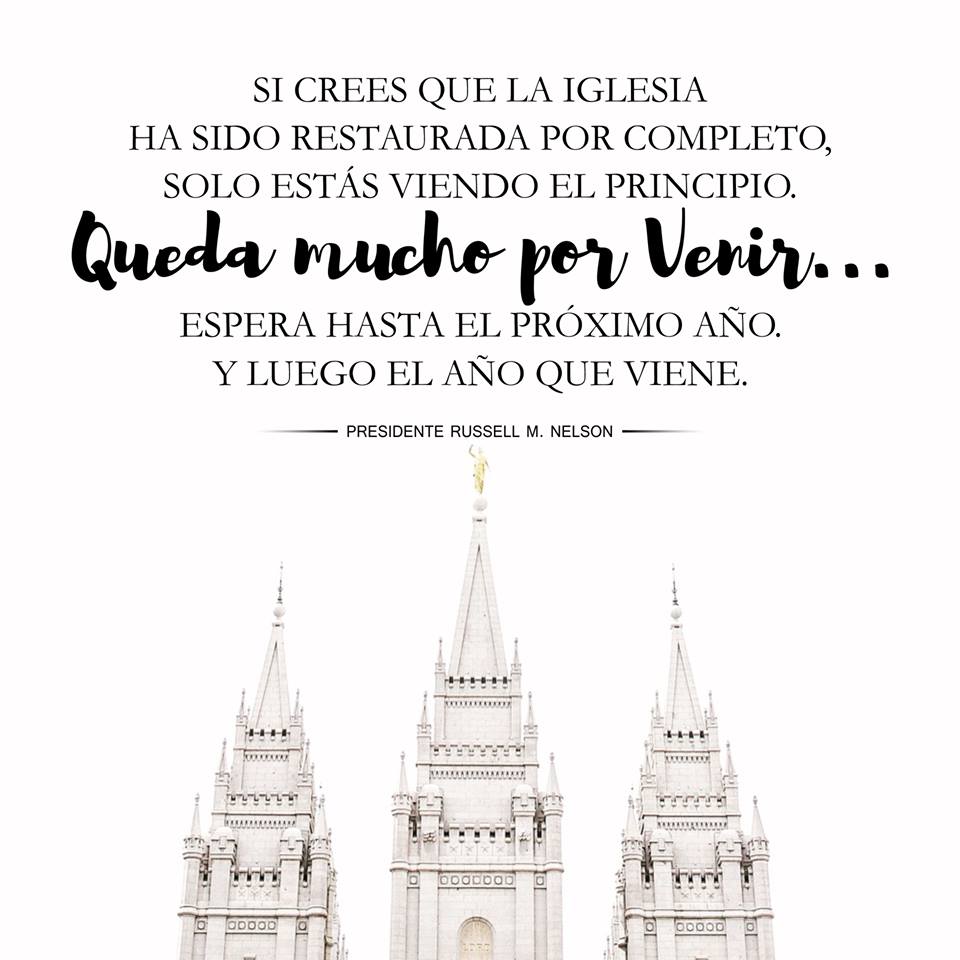 SI CREES QUE LA IGLESIA
HA SIDO RESTAURADA POR COMPLETO,
SOLO ESTÁS VIENDO EL PRINCIPIO.
Queda mucho por Venir...
ESPERA HASTA EL PRÓXIMO AÑO.
Y LUEGO EL AÑO QUE VIENE.
PRESIDENTE RUSSELL M. NELSON